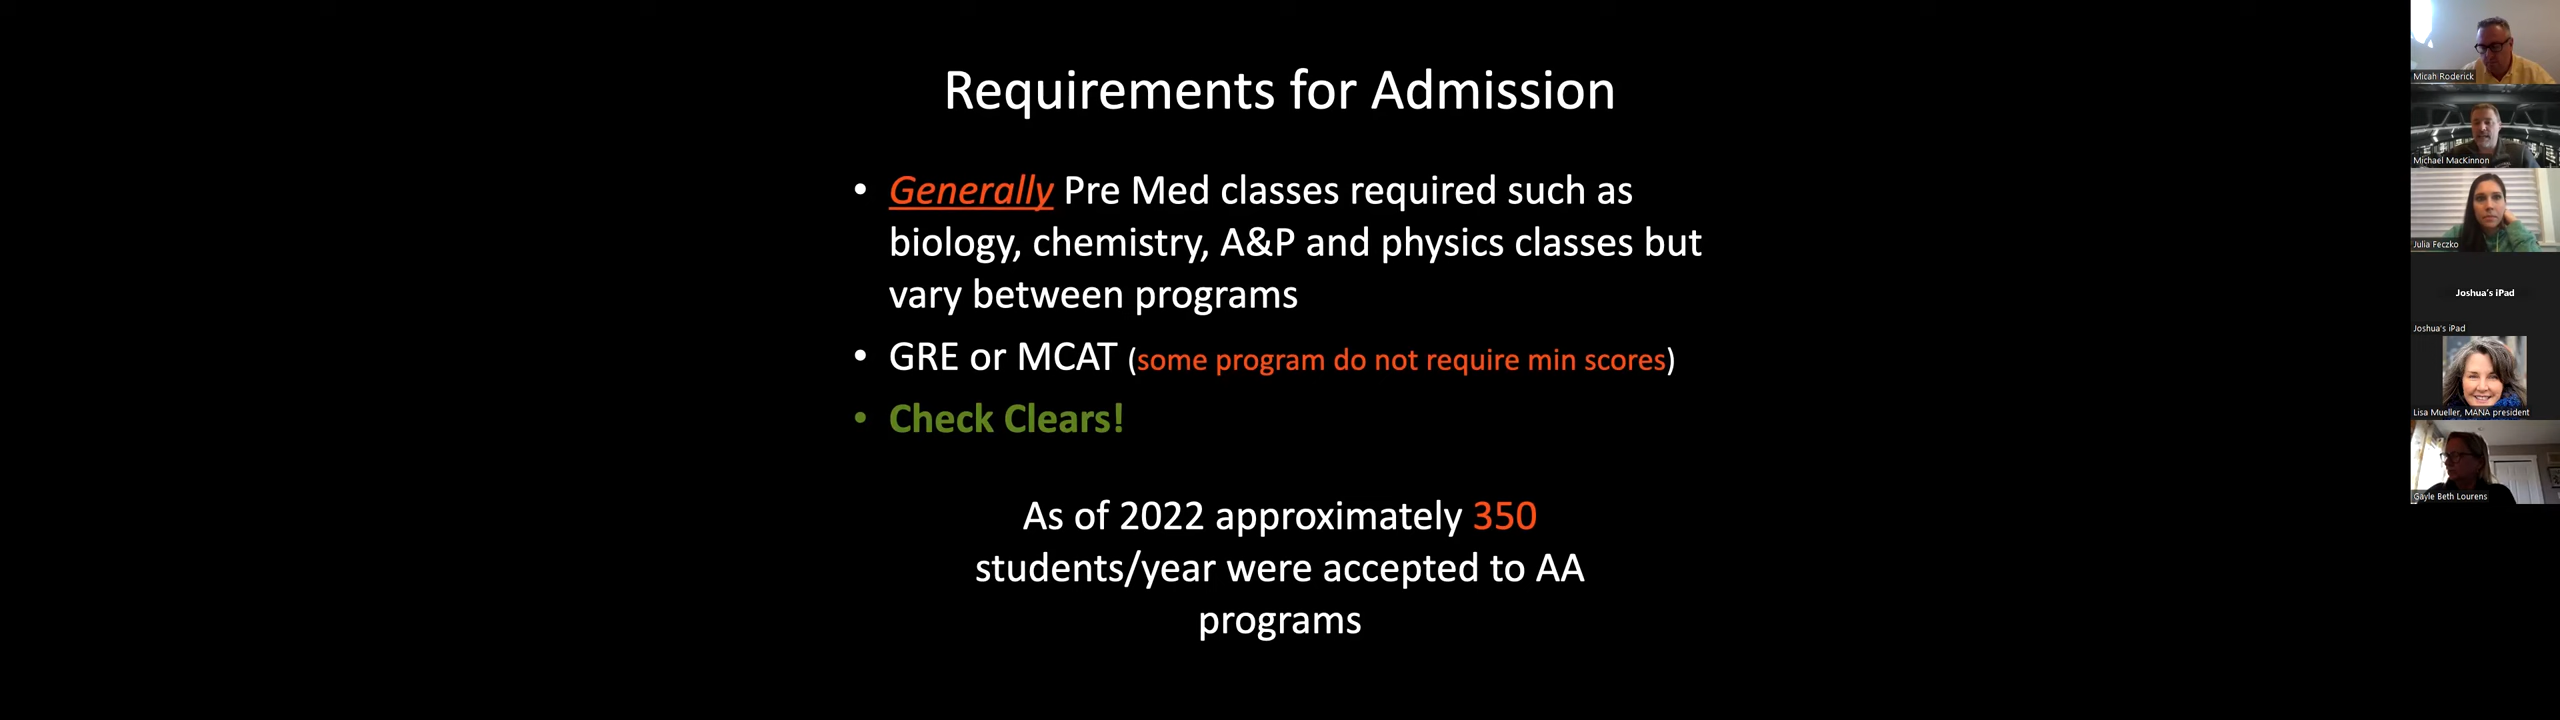 Requirements for Admission
• Generally Pre Med classes required such as
biology, chemistry, A&P and physics classes but
vary between programs
• GRE or MCAT (some program do not require min scores)
• Check Clears!
As of 2022 approximately 350
students/year were accepted to AA
programs
Micah Roderick
Michael MacKinnon
Julia Feczko
Joshua's iPad
Joshua's iPad
Lisa Mueller, MANA president
Gayle Beth Lourens